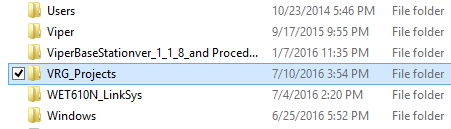 Users 10/23/2014 5:46 PM File folder
Viper 9/17/2015 9:55 PM File folder
ViperBaseStationver_1_1_8_and Proced... 1/7/2016 11:35 PM File folder
VRG_Projects 7/10/2016 3:54 PM File folder
WET610N_LinkSys 7/4/2016 2:20 PM File folder
Windows 6/25/2016 5:52 PM File folder